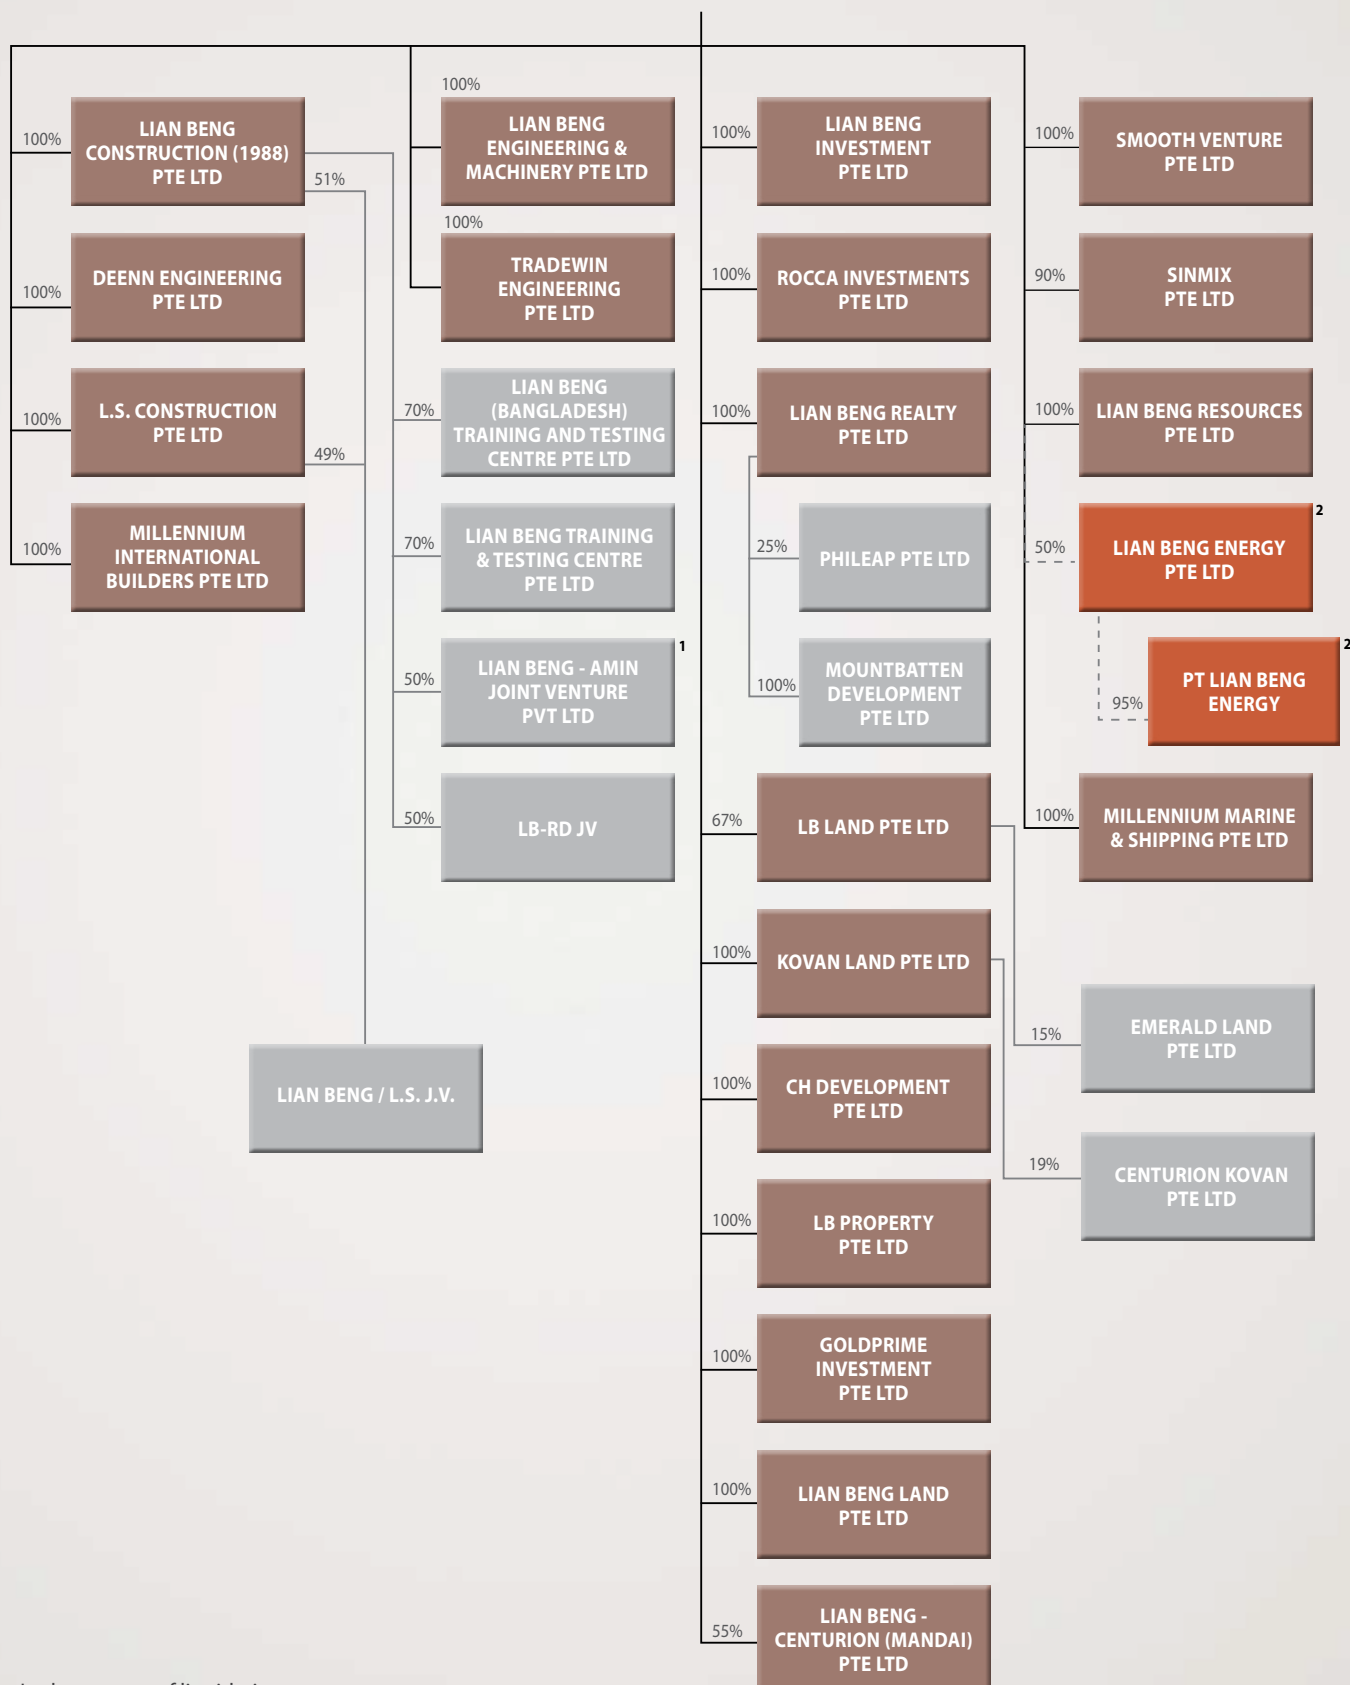 100%
LIAN BENG
CONSTRUCTION (1988)
PTE LTD
51%
100%
DEENN ENGINEERING
PTE LTD
100%
L.S. CONSTRUCTION
PTE LTD
49%
100%
MILLENNIUM
INTERNATIONAL
BUILDERS PTE LTD
LIAN BENG / L.S. J.V.
100%
LIAN BENG
ENGINEERING &
MACHINERY PTE LTD
100%
TRADEWIN
ENGINEERING
PTE LTD
70%
LIAN BENG
(BANGLADESH)
TRAINING AND TESTING
CENTRE PTE LTD
70%
LIAN BENG TRAINING
& TESTING CENTRE
PTE LTD
50%
LIAN BENG - AMIN
JOINT VENTURE
PVT LTD
1
50%
LB-RD JV
100%
LIAN BENG
INVESTMENT
PTE LTD
100%
ROCCA INVESTMENTS
PTE LTD
100%
LIAN BENG REALTY
PTE LTD
25%
PHILEAP PTE LTD
100%
MOUNTBATTEN
DEVELOPMENT
PTE LTD
67%
LB LAND PTE LTD
100%
KOVAN LAND PTE LTD
100%
CH DEVELOPMENT
PTE LTD
100%
LB PROPERTY
PTE LTD
100%
GOLDPRIME
INVESTMENT
PTE LTD
100%
LIAN BENG LAND
PTE LTD
55%
LIAN BENG -
CENTURION (MANDAI)
PTE LTD
100%
SMOOTH VENTURE
PTE LTD
90%
SINMIX
PTE LTD
100%
LIAN BENG RESOURCES
PTE LTD
50%
LIAN BENG ENERGY
PTE LTD
2
95%
PT LIAN BENG
ENERGY
2
100%
MILLENNIUM MARINE
& SHIPPING PTE LTD
15%
EMERALD LAND
PTE LTD
19%
CENTURION KOVAN
PTE LTD